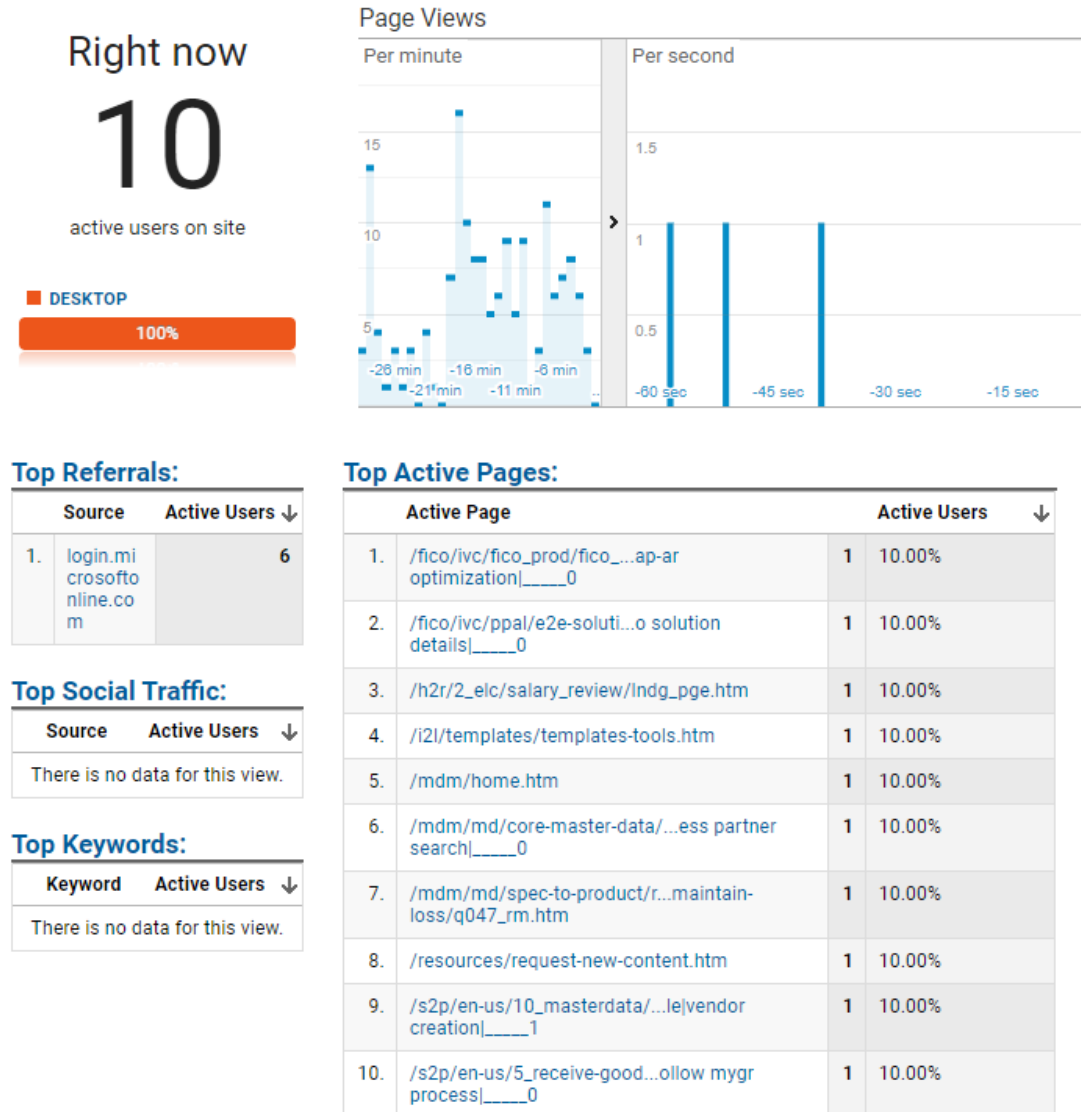 Right now
10
active users on site
DESKTOP
100%
Page Views
Per minute
15
10
5
-26 min
-16 min
-6 min
-21 min
-11 min
...
Per second
1.5
1
0.5
-60 sec
-45 sec
-30 sec
-15 sec
Top Referrals:
Source Active Users
1. login.mi
crosofto
nline.co
m
6
Top Social Traffic:
Source Active Users
There is no data for this view.
Top Keywords:
Keyword Active Users
There is no data for this view.
Top Active Pages:
Active Page Active Users
1. /fico/ivc/fico_prod/fico_...ap-ar 1 10.00%
optimization|_____0
2. /fico/ivc/ppal/e2e-soluti...o solution 1 10.00%
details|_____0
3. /h2r/2_elc/salary_review/lndg_pge.htm 1 10.00%
4. /i2l/templates/templates-tools.htm 1 10.00%
5. /mdm/home.htm 1 10.00%
6. /mdm/md/core-master-data/...ess partner 1 10.00%
search|_____0
7. /mdm/md/spec-to-product/r...maintain- 1 10.00%
loss/q047_rm.htm
8. /resources/request-new-content.htm 1 10.00%
9. /s2p/en-us/10_masterdata/...le|vendor 1 10.00%
creation|_____1
10. /s2p/en-us/5_receive-good...ollow mygr 1 10.00%
process|_____0